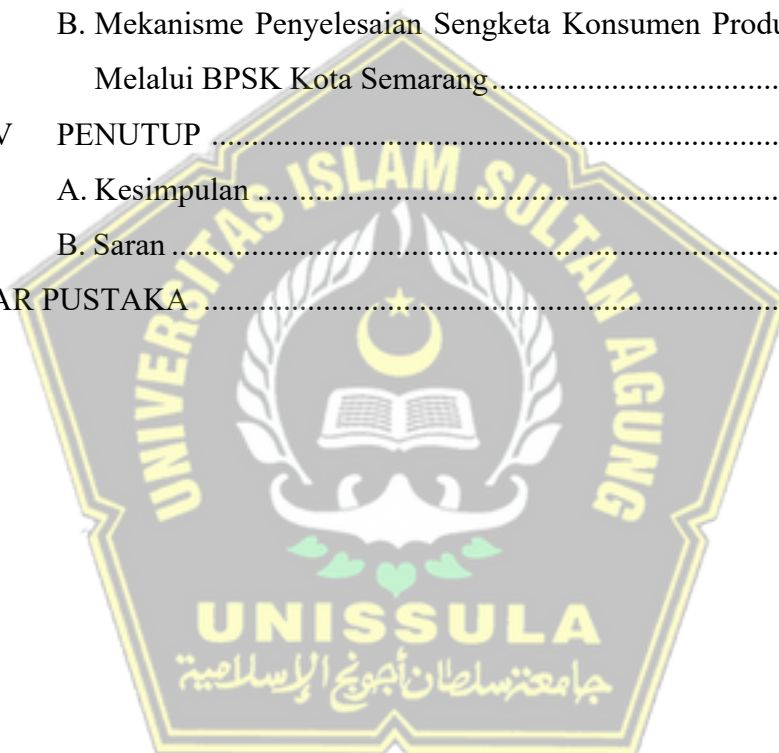 B. Mekanisme Penyelesaian Sengketa Konsumen Produ
Melalui BPSK Kota Semarang.......................................
V PENUTUP ...........................................................................
A. Kesimpulan .....................................................................
B. Saran ...............................................................................
AR PUSTAKA ...........................................................................
UNIVERSITAS ISLAM SULTAN AGUNG
UNISSULA
جامعتسلطان أجونج الإسلامية